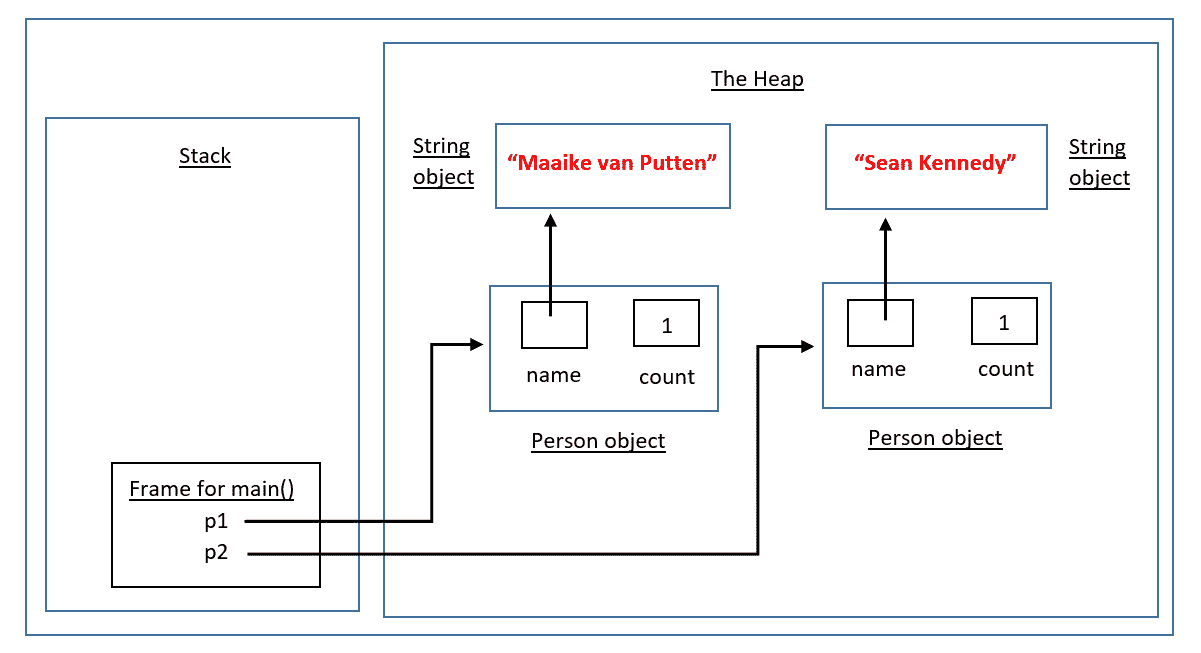 The Heap
Stack
String
object
“Maaike van Putten”
“Sean Kennedy”
String
object
1
name
count
Person object
1
name
count
Person object
Frame for main()
p1
p2